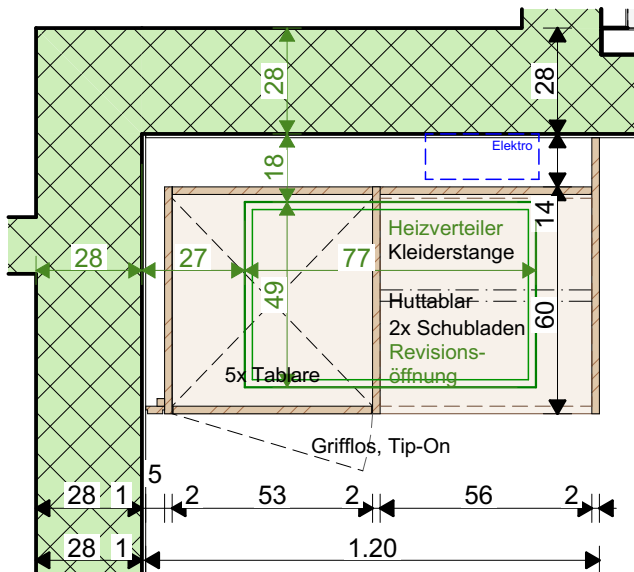 28
28
Elektro
18
14
Heizverteiler
Kleiderstange
28
27
77
49
Huttablar
60
2x Schubladen
Revisions-
öffnung
5x Tablare
Grifflos, Tip-On
5
28 1 2 53 2 56 2
28 1 1.20